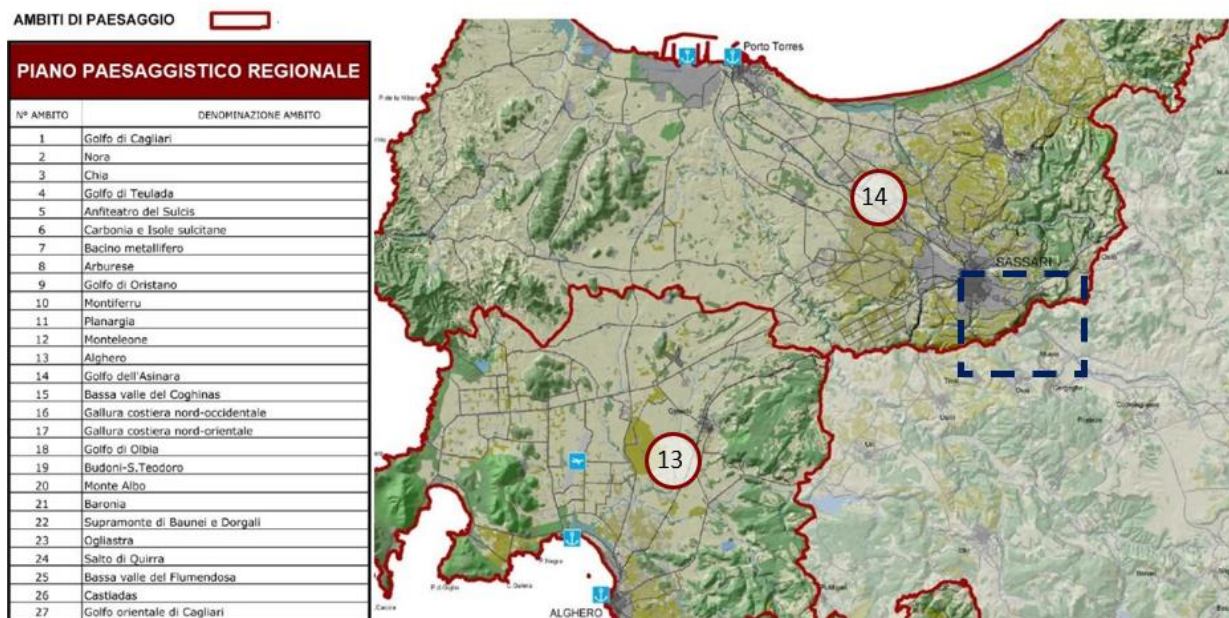 AMBITI DI PAESAGGIO
PIANO PAESAGGISTICO REGIONALE
N° AMBITO DENOMINAZIONE AMBITO
1 Golfo di Cagliari
2 Nora
3 Chia
4 Golfo di Teulada
5 Anfiteatro del Sulcis
6 Carbonia e Isole sulcitane
7 Bacino metallifero
8 Arburese
9 Golfo di Oristano
10 Montiferru
11 Planargia
12 Monteleone
13 Alghero
14 Golfo dell'Asinara
15 Bassa valle del Coghinas
16 Gallura costiera nord-occidentale
17 Gallura costiera nord-orientale
18 Golfo di Olbia
19 Budoni-S.Teodoro
20 Monte Albo
21 Baronia
22 Supramonte di Baunei e Dorgali
23 Ogliastra
24 Salto di Quirra
25 Bassa valle del Flumendosa
26 Castiadas
27 Golfo orientale di Cagliari
Porto Torres
14
SASSARI
13
P. Negra
ALGHERO